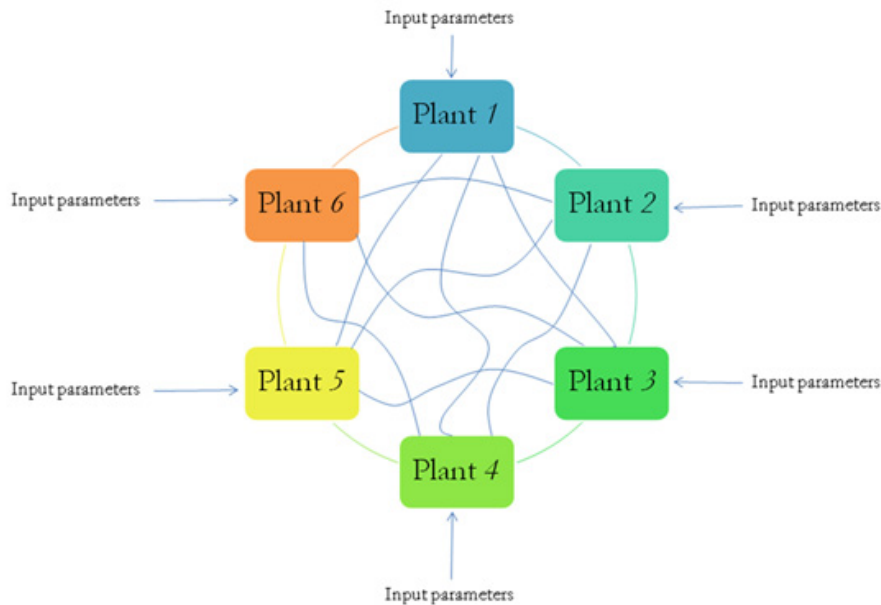 Input parameters
Plant 1
Input parameters
Plant 6
Plant 2
Input parameters
Input parameters
Plant 5
Plant 3
Input parameters
Plant 4
Input parameters